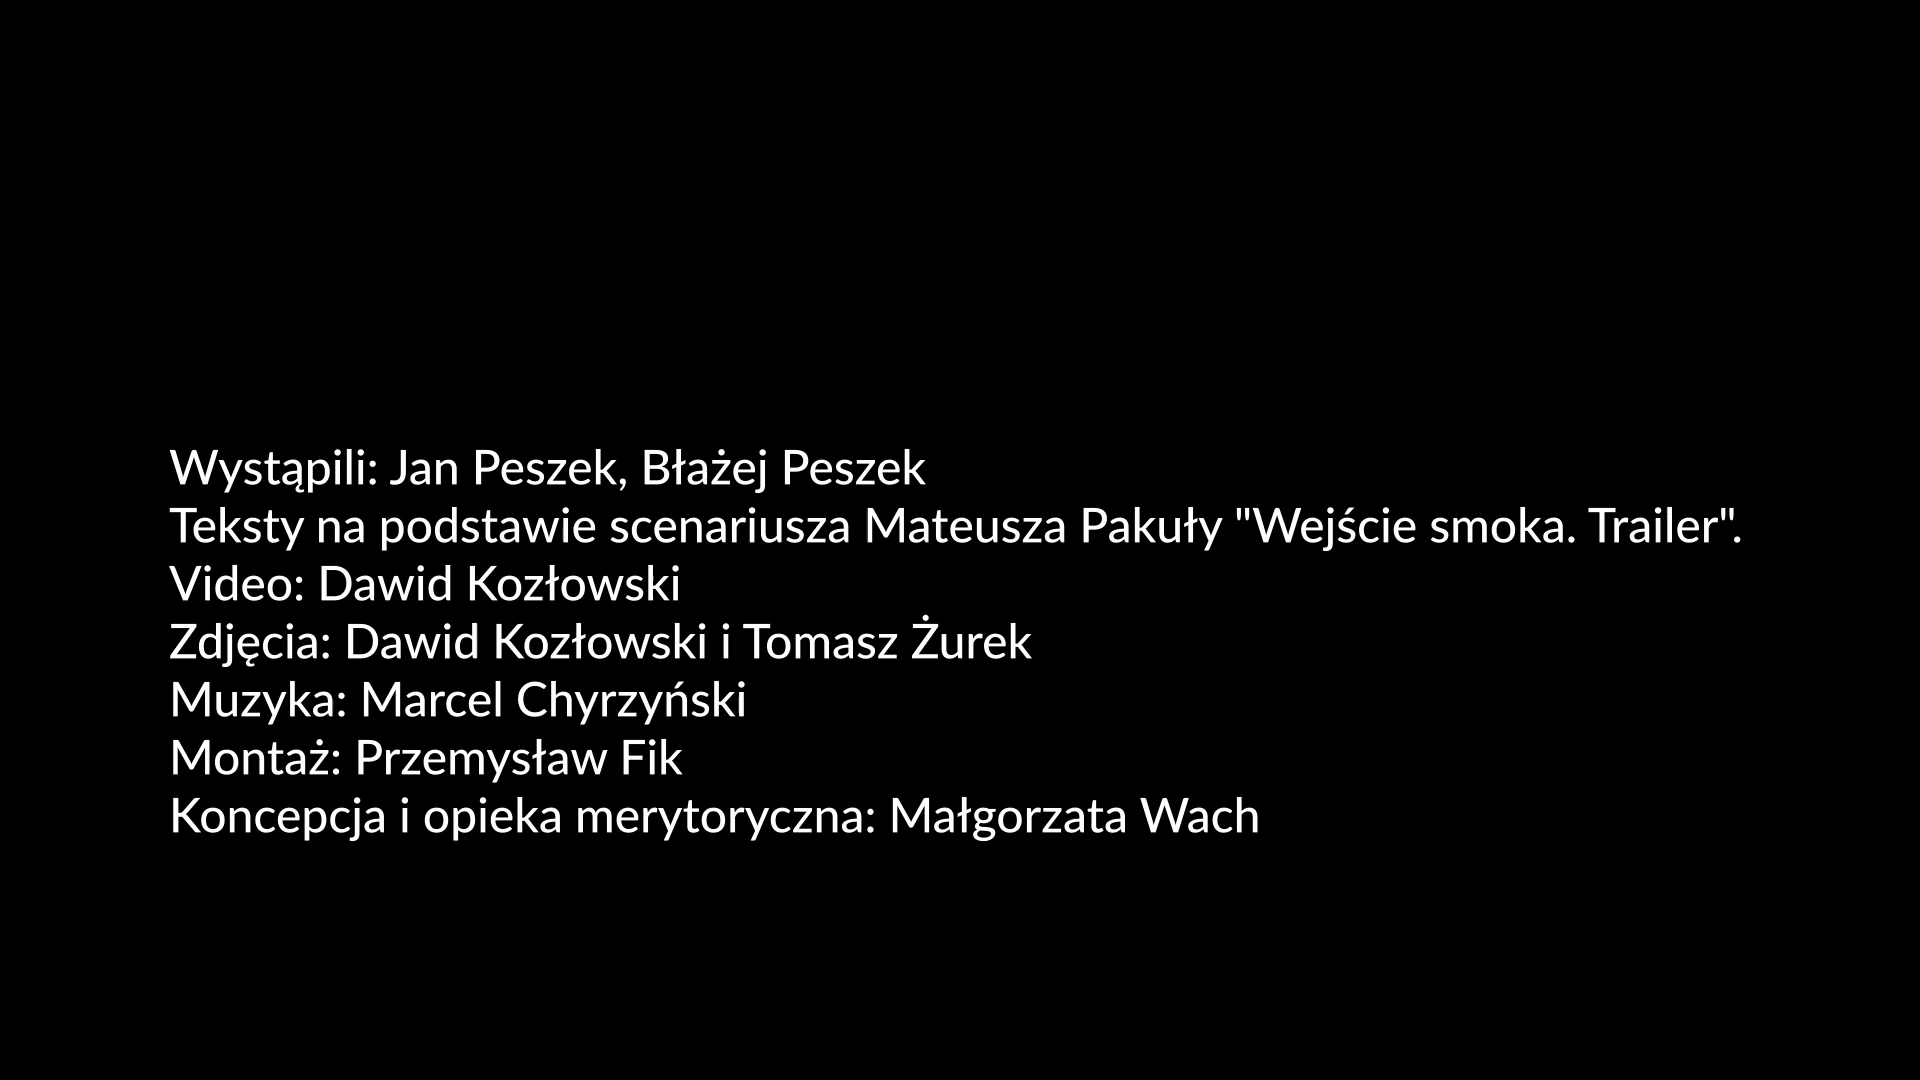 Wystąpili: Jan Peszek, Błażej Peszek
Teksty na podstawie scenariusza Mateusza Pakuły "Wejście smoka. Trailer".
Video: Dawid Kozłowski
Zdjęcia: Dawid Kozłowski i Tomasz Żurek
Muzyka: Marcel Chyrzyński
Montaż: Przemysław Fik
Koncepcja i opieka merytoryczna: Małgorzata Wach